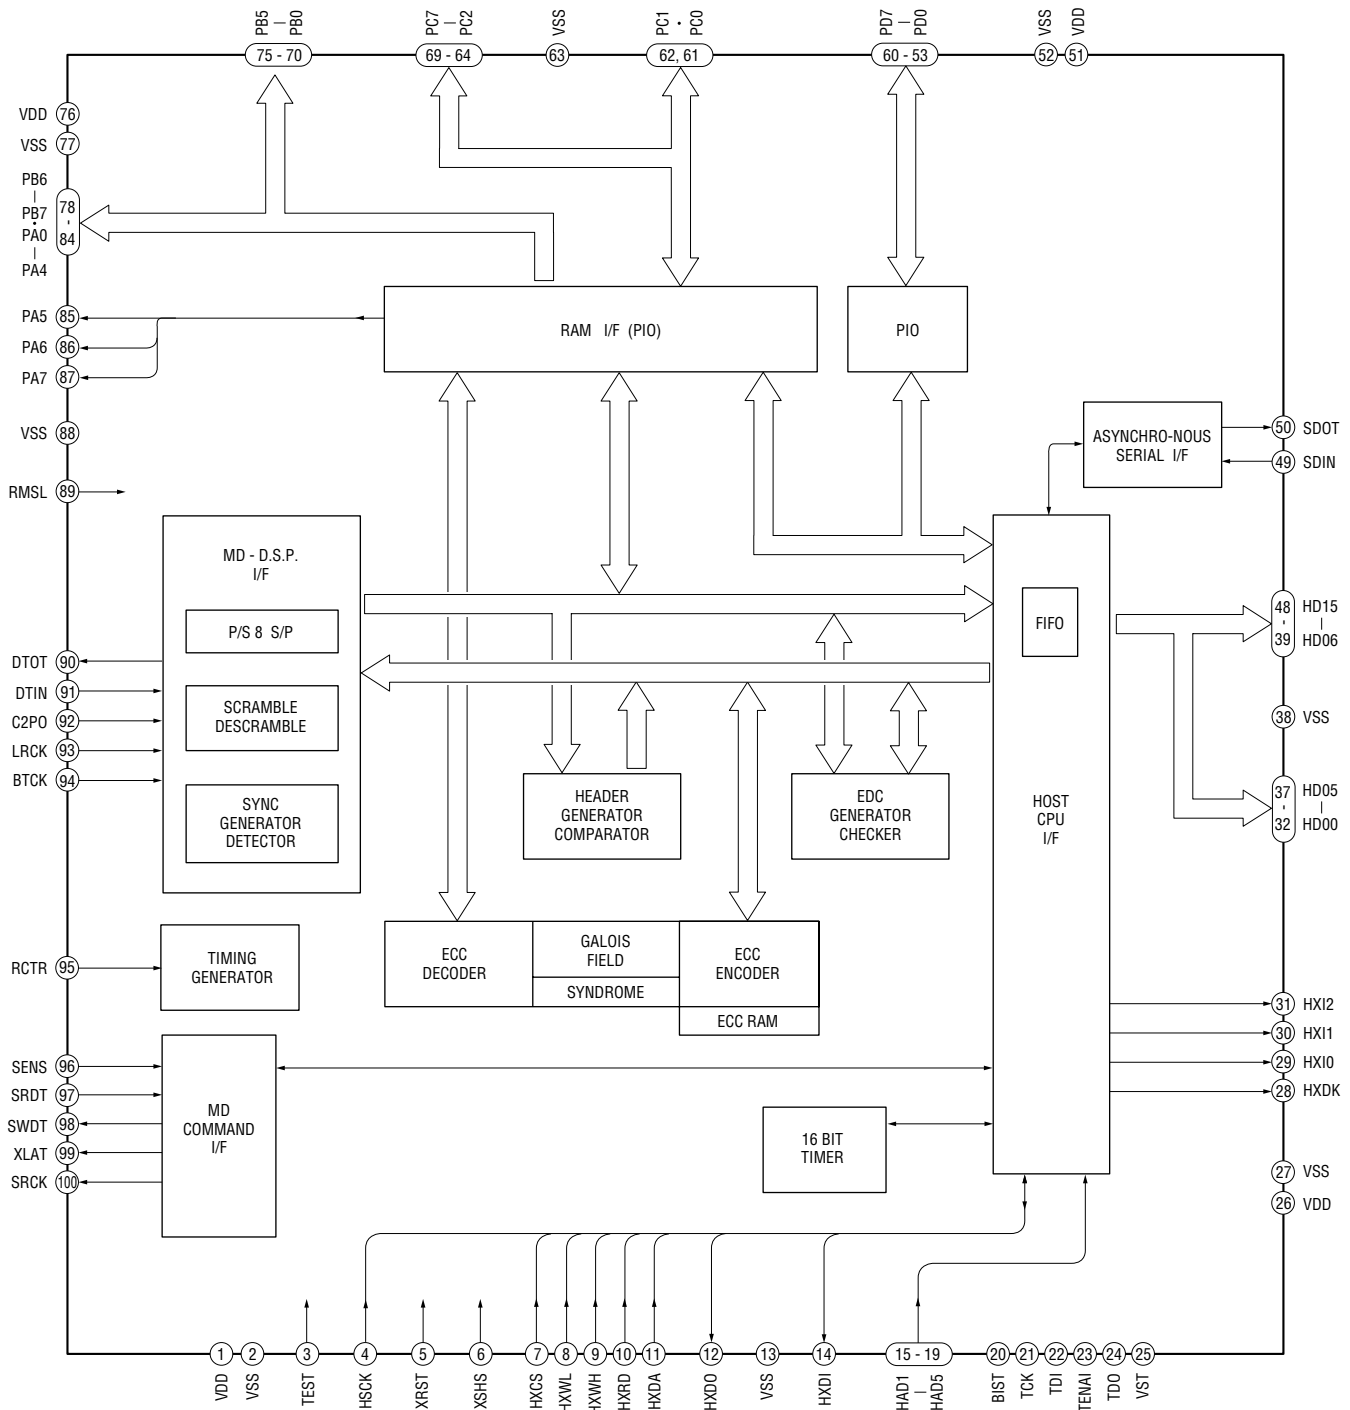 PB5
—
PB0
PC7
—
PC2
VSS
PC1
•
PC0
PD7
—
PD0
VSS
VDD
75 - 70
69 - 64
63
62, 61
60 - 53
52
51
VDD 76
VSS 77
PB6
|
PB7
•
PA0
|
PA4
78
-
84
PA5 85
PA6 86
PA7 87
VSS 88
RMSL 89
RAM I/F (PIO)
PIO
ASYNCHRO-NOUS
SERIAL I/F
50 SDOT
49 SDIN
MD - D.S.P.
I/F
P/S 8 S/P
SCRAMBLE
DESCRAMBLE
SYNC
GENERATOR
DETECTOR
DTOT 90
DTIN 91
C2PO 92
LRCK 93
BTCK 94
FIFO
HOST
CPU
I/F
48
-
39
HD15
|
HD06
38 VSS
37
-
32
HD05
|
HD00
HEADER
GENERATOR
COMPARATOR
EDC
GENERATOR
CHECKER
RCTR 95
TIMING
GENERATOR
ECC
DECODER
GALOIS
FIELD
SYNDROME
ECC
ENCODER
ECC RAM
31 HXI2
30 HXI1
29 HXI0
28 HXDK
27 VSS
26 VDD
SENS 96
SRDT 97
SWDT 98
XLAT 99
SRCK 100
MD
COMMAND
I/F
16 BIT
TIMER
1
2
3
4
5
6
7
8
9
10
11
12
13
14
15 - 19
20
21
22
23
24
25
VDD
VSS
TEST
HSCK
XRST
XSHS
HXCS
HXWL
HXWH
HXRD
HXDA
HXDO
VSS
HXDI
HAD1
—
HAD5
BIST
TCK
TDI
TENAI
TDO
VST